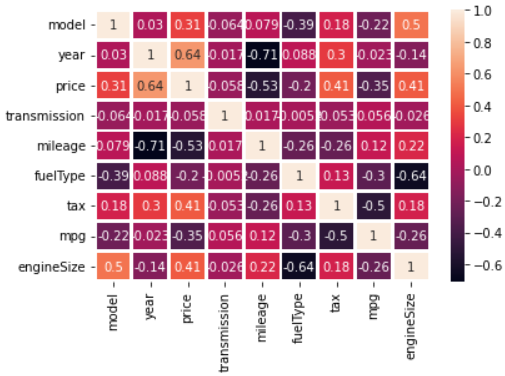 model 1 0.03 0.31 -0.064 0.079 -0.39 0.18 -0.22 0.5
year 0.03 1 0.64 -0.017 -0.71 0.088 0.3 -0.023 -0.14
price 0.31 0.64 1 -0.058 -0.53 -0.2 0.41 -0.35 0.41
transmission -0.064 -0.017 -0.058 1 0.017 -0.005 -0.053 0.056 -0.026
mileage 0.079 -0.71 -0.53 0.017 1 -0.26 -0.26 0.12 0.22
fuelType -0.39 0.088 -0.2 -0.005 -0.26 1 0.13 -0.3 -0.64
tax 0.18 0.3 0.41 -0.053 -0.26 0.13 1 -0.5 0.18
mpg -0.22 -0.023 -0.35 0.056 0.12 -0.3 -0.5 1 -0.26
engineSize 0.5 -0.14 0.41 -0.026 0.22 -0.64 0.18 -0.26 1
model year price transmission mileage fuelType tax mpg engineSize
1.0
0.8
0.6
0.4
0.2
0.0
−0.2
−0.4
−0.6